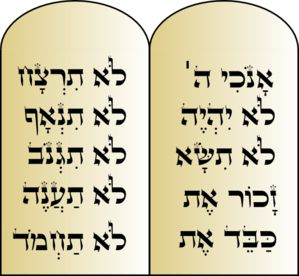 אָנֹכִי ה'
לֹא יִהְיֶה
לֹא תִשָּׂא
זָכוֹר אֶת
כַּבֵּד אֶת
לֹא תִרְצָח
לֹא תִנְאָף
לֹא תִגְנֹב
לֹא תַעֲנֶה
לֹא תַחְמֹד